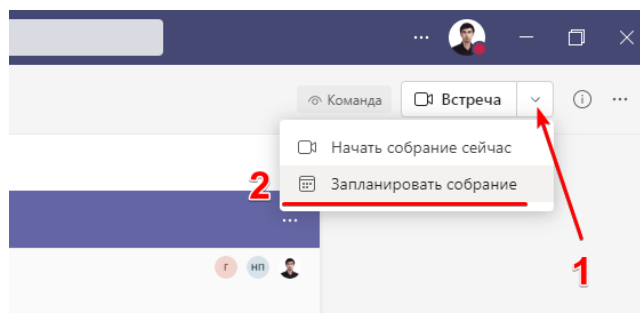 Команда
Встреча
Начать собрание сейчас
2
Запланировать собрание
Г
НП
1